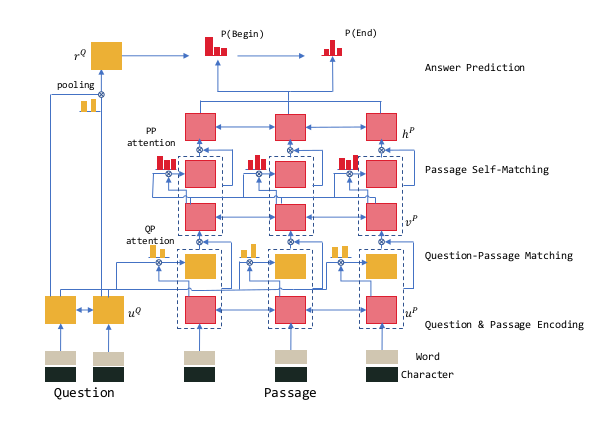 P(Begin)
P(End)
r^Q
Answer Prediction
pooling
PP
attention
h^P
Passage Self-Matching
v^P
QP
attention
Question-Passage Matching
u^Q
u^P
Question & Passage Encoding
Word
Character
Question
Passage